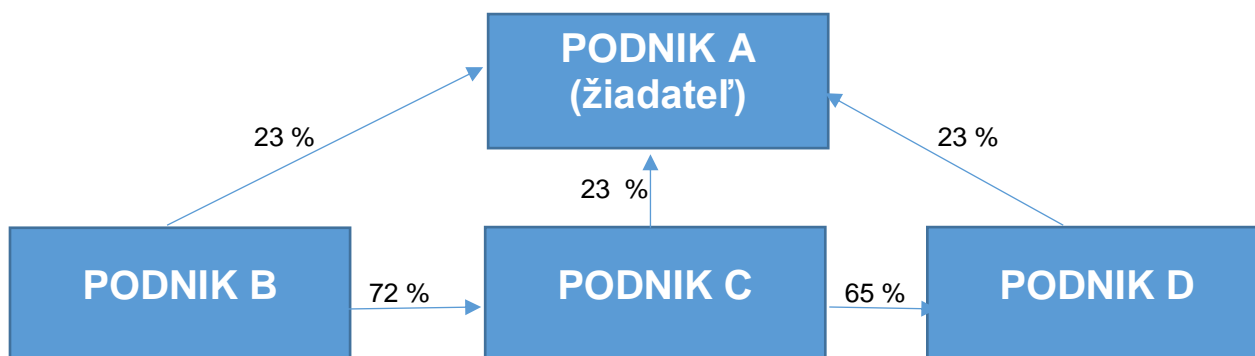 PODNIK A
(žiadateľ)
23 %
23 %
23 %
PODNIK B
72 %
PODNIK C
65 %
PODNIK D